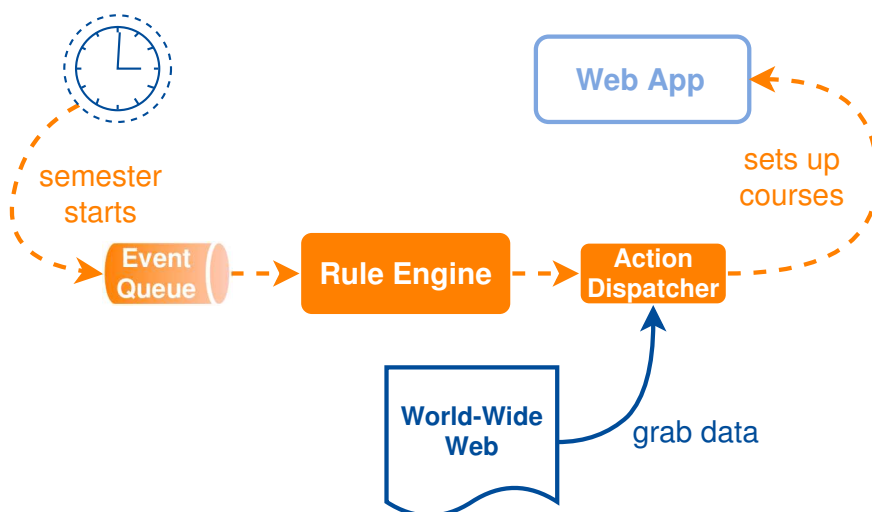 Web App
semester
starts
sets up
courses
Event
Queue
Rule Engine
Action
Dispatcher
World-Wide
Web
grab data